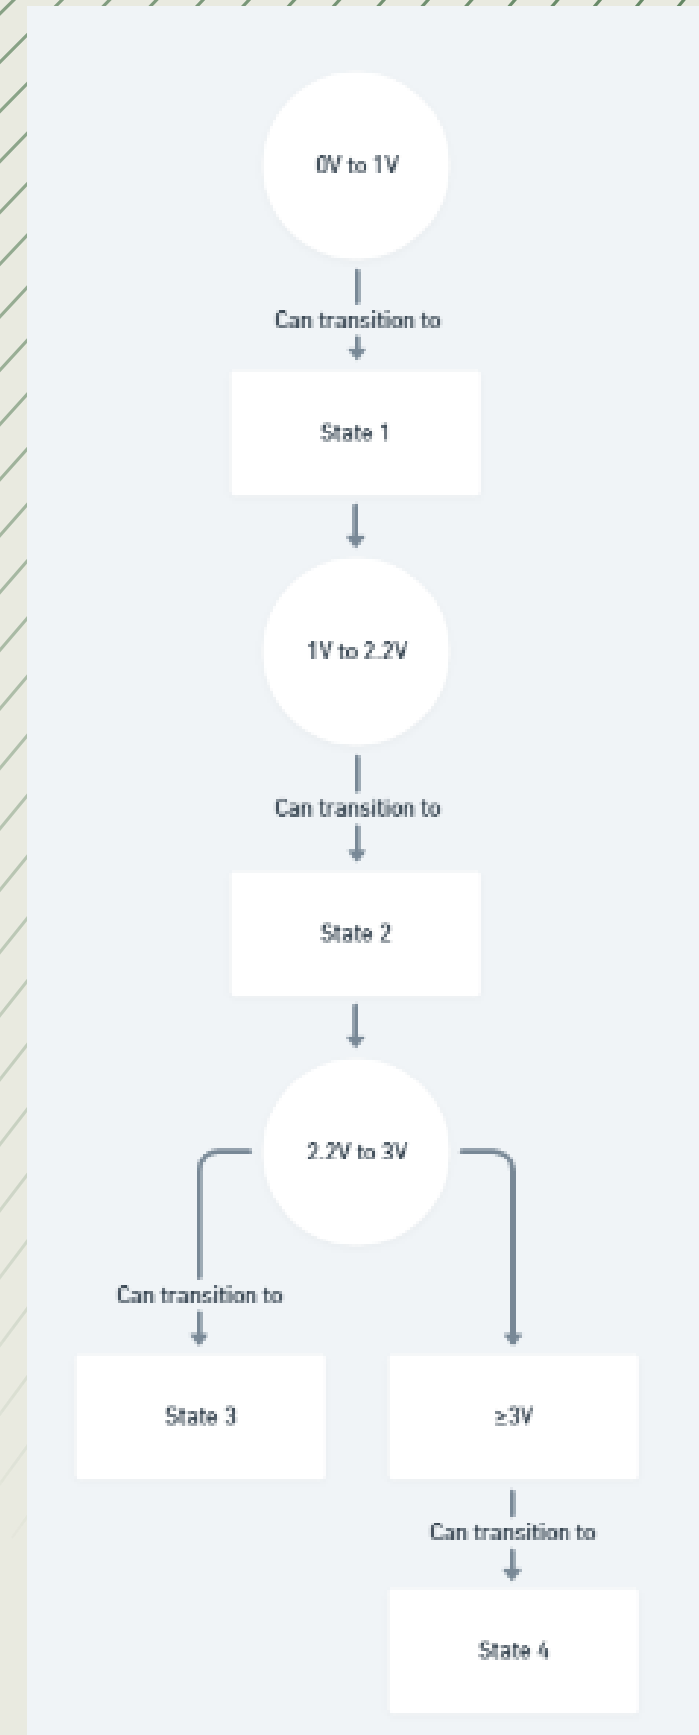 0V to 1V
Can transition to
State 1
1V to 2.2V
Can transition to
State 2
2.2V to 3V
Can transition to
State 3
≥3V
Can transition to
State 4